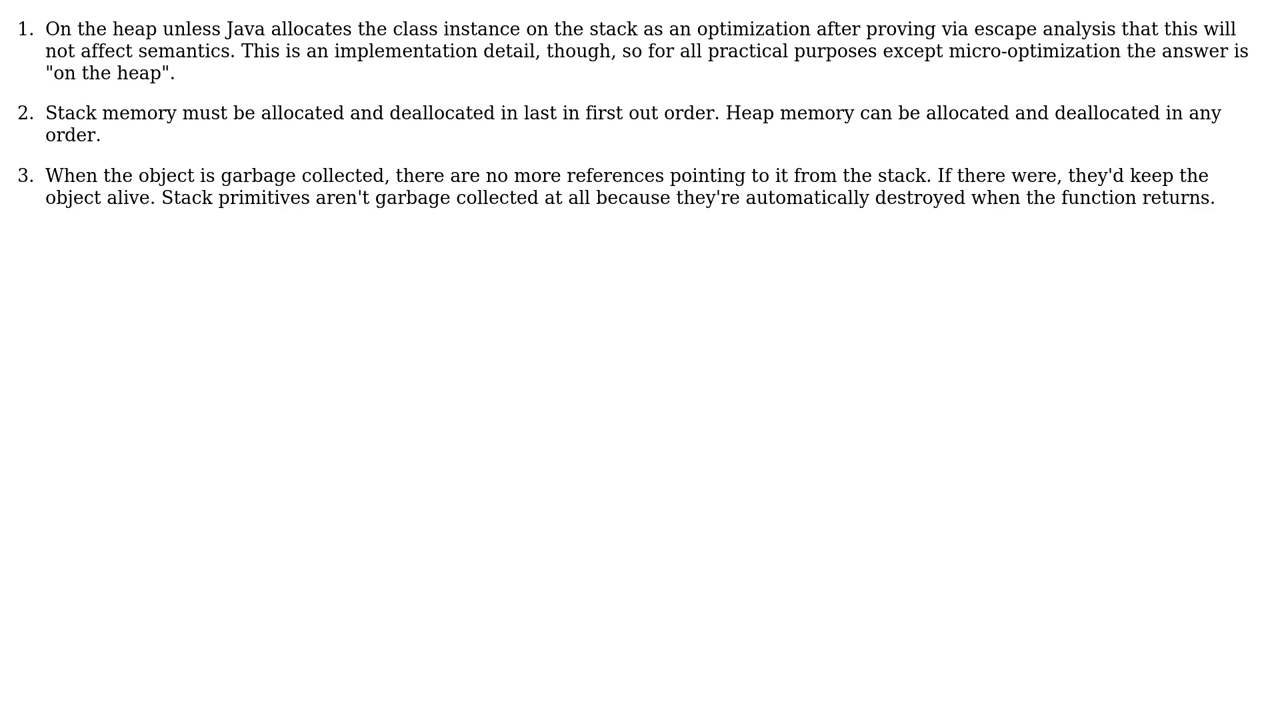 1. On the heap unless Java allocates the class instance on the stack as an optimization after proving via escape analysis that this will
not affect semantics. This is an implementation detail, though, so for all practical purposes except micro-optimization the answer is
"on the heap".
2. Stack memory must be allocated and deallocated in last in first out order. Heap memory can be allocated and deallocated in any
order.
3. When the object is garbage collected, there are no more references pointing to it from the stack. If there were, they'd keep the
object alive. Stack primitives aren't garbage collected at all because they're automatically destroyed when the function returns.